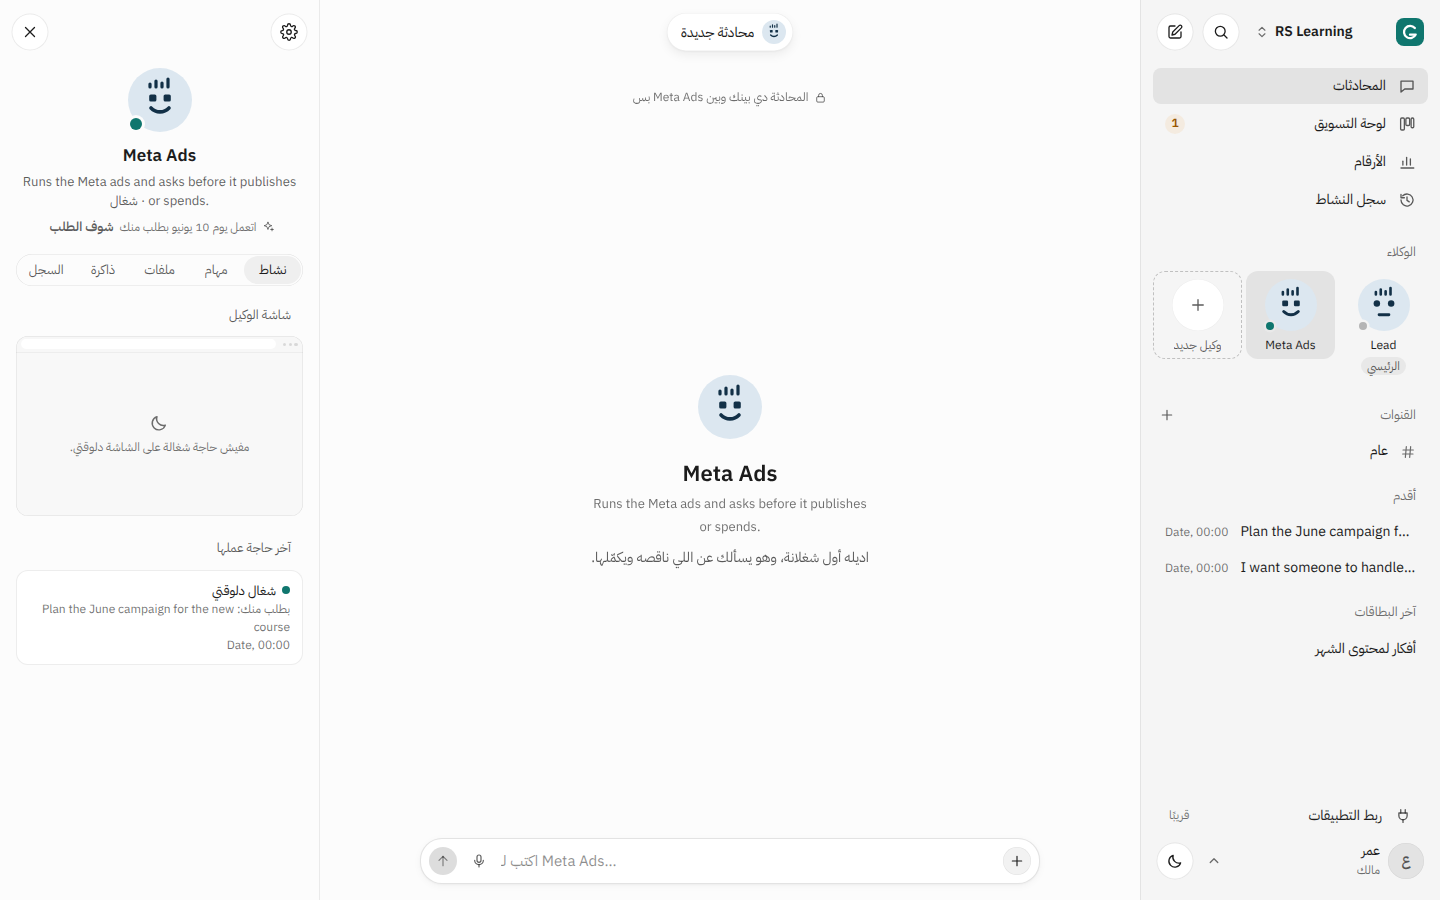 RS Learning
المحادثات
لوحة التسويق
1
الأرقام
سجل النشاط
الوكلاء
Lead
الرئيسي
Meta Ads
وكيل جديد
القنوات
عام
أقدم
Plan the June campaign f...
Date, 00:00
I want someone to handle...
Date, 00:00
آخر البطاقات
أفكار لمحتوى الشهر
ربط التطبيقات
قريبًا
ع
عمر
مالك
محادثة جديدة
المحادثة دي بينك وبين Meta Ads بس
Meta Ads
Runs the Meta ads and asks before it publishes
or spends.
اديله أول شغلانة، وهو يسألك عن اللي ناقصه ويكمّلها.
اكتب لـ Meta Ads...
Meta Ads
Runs the Meta ads and asks before it publishes
or spends. · شغال
اتعمل يوم 10 يونيو بطلب منك شوف الطلب
نشاط
مهام
ملفات
ذاكرة
السجل
شاشة الوكيل
مفيش حاجة شغالة على الشاشة دلوقتي.
آخر حاجة عملها
شغال دلوقتي
بطلب منك: Plan the June campaign for the new
course
Date, 00:00